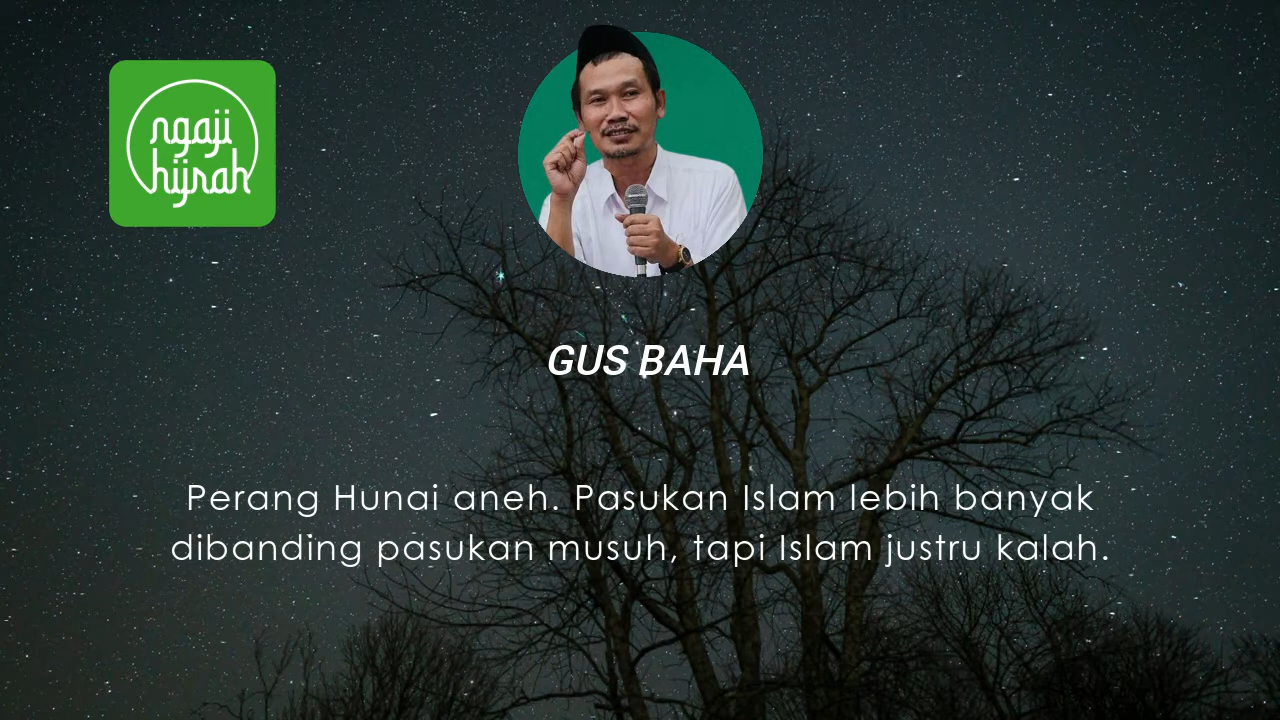 ngaji
hijrah
GUS BAHA
Perang Hunai aneh. Pasukan Islam lebih banyak
dibanding pasukan musuh, tapi Islam justru kalah.